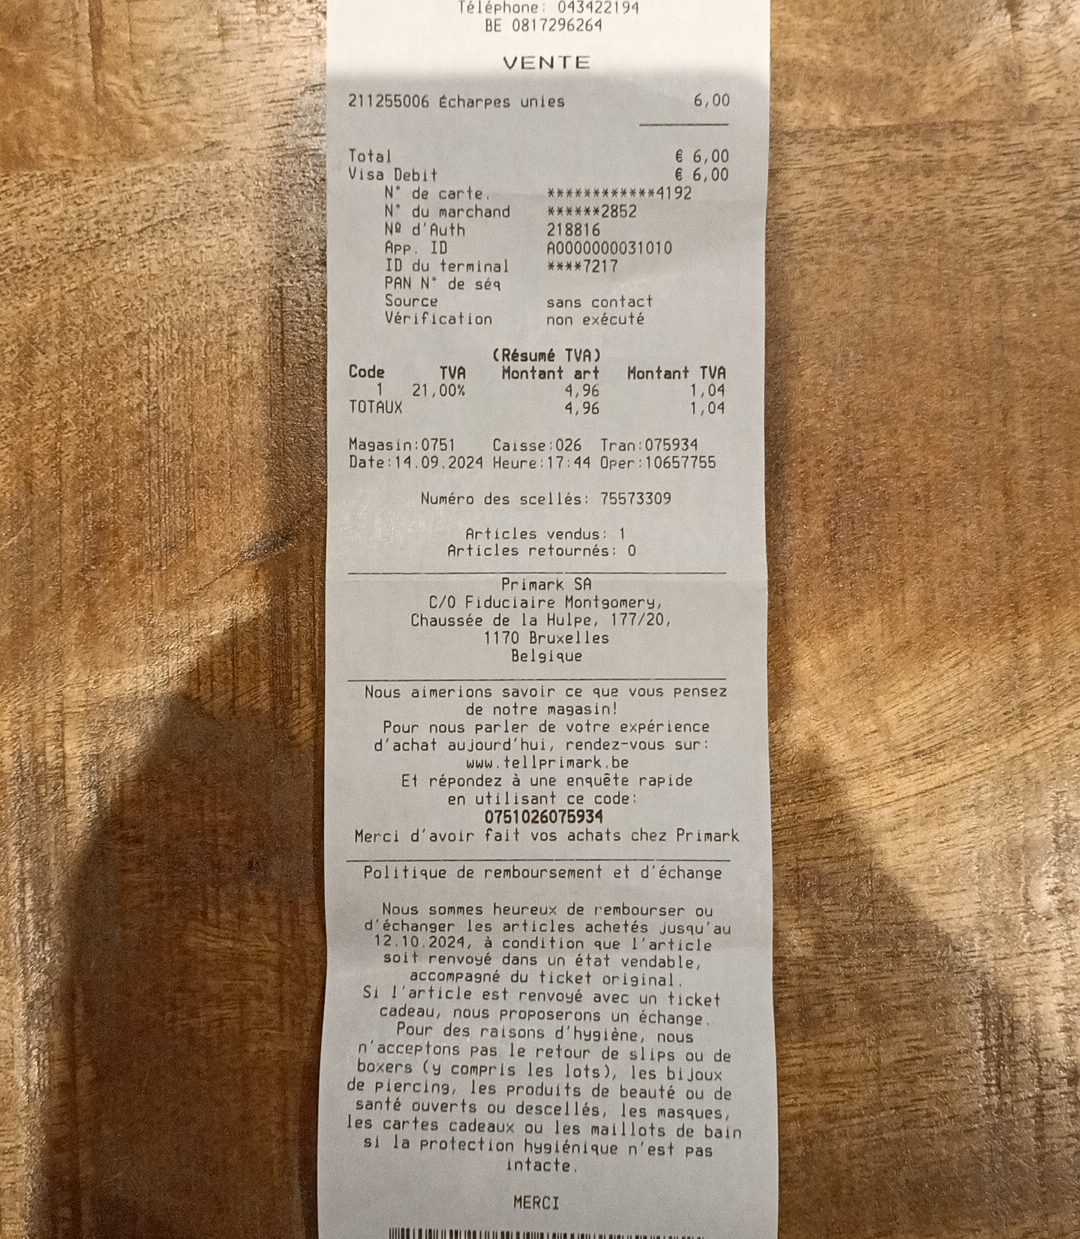 Téléphone: 043422194
BE 0817296264
VENTE
211255006 Écharpes unies 6,00
Total € 6,00
Visa Debit € 6,00
N° de carte. ************4192
N° du marchand ******2852
Nº d'Auth 218816
App. ID A0000000031010
ID du terminal ****7217
PAN N° de séq
Source sans contact
Vérification non exécuté
(Résumé TVA)
Code TVA Montant art Montant TVA
1 21,00% 4,96 1,04
TOTAUX 4,96 1,04
Magasin:0751 Caisse:026 Tran:075934
Date:14.09.2024 Heure:17:44 Oper:10657755
Numéro des scellés: 75573309
Articles vendus: 1
Articles retournés: 0
Primark SA
C/O Fiduciaire Montgomery,
Chaussée de la Hulpe, 177/20,
1170 Bruxelles
Belgique
Nous aimerions savoir ce que vous pensez
de notre magasin!
Pour nous parler de votre expérience
d'achat aujourd'hui, rendez-vous sur:
www.tellprimark.be
Et répondez à une enquête rapide
en utilisant ce code:
0751026075934
Merci d'avoir fait vos achats chez Primark
Politique de remboursement et d'échange
Nous sommes heureux de rembourser ou
d'échanger les articles achetés jusqu'au
12.10.2024, à condition que l'article
soit renvoyé dans un état vendable,
accompagné du ticket original.
Si l'article est renvoyé avec un ticket
cadeau, nous proposerons un échange.
Pour des raisons d'hygiène, nous
n'acceptons pas le retour de slips ou de
boxers (y compris les lots), les bijoux
de piercing, les produits de beauté ou de
santé ouverts ou descellés, les masques,
les cartes cadeaux ou les maillots de bain
si la protection hygiénique n'est pas
intacte.
MERCI